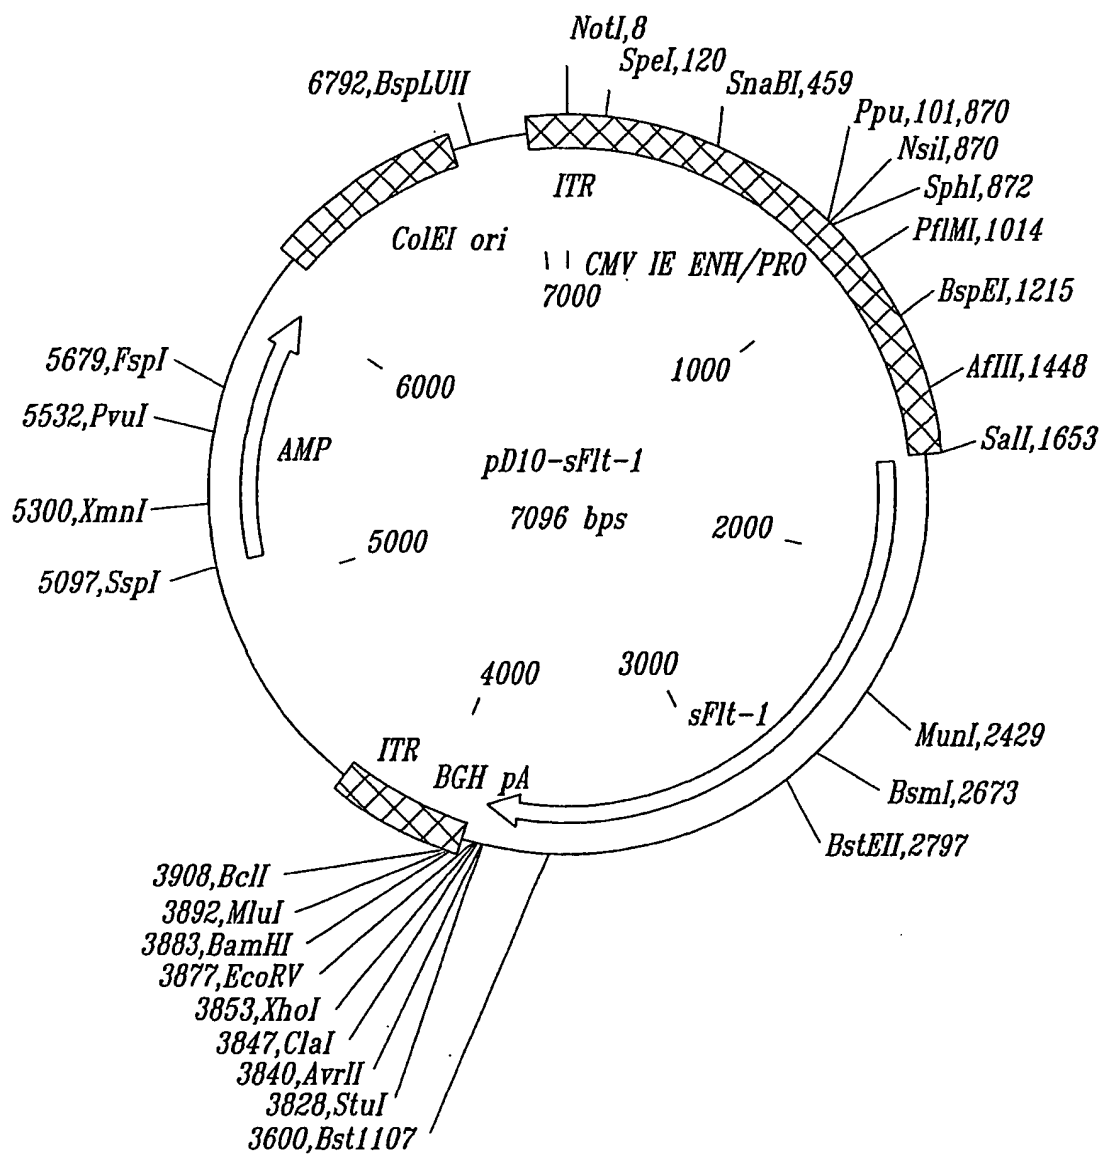 NotI,8
SpeI,120
SnaBI,459
6792,BspLUII
Ppu,101,870
NsiI,870
SphI,872
PflMI,1014
BspEI,1215
AflII,1448
SalI,1653
ITR
ColEI ori
CMV IE ENH/PRO
7000
1000
6000
5679,FspI
5532,PvuI
AMP
pD10-sFlt-1
7096 bps
5300,XmnI
5000
2000
5097,SspI
4000
3000
sFlt-1
MunI,2429
ITR
BGH pA
BsmI,2673
BstEII,2797
3908,BclI
3892,MluI
3883,BamHI
3877,EcoRV
3853,XhoI
3847,ClaI
3840,AvrII
3828,StuI
3600,Bst1107